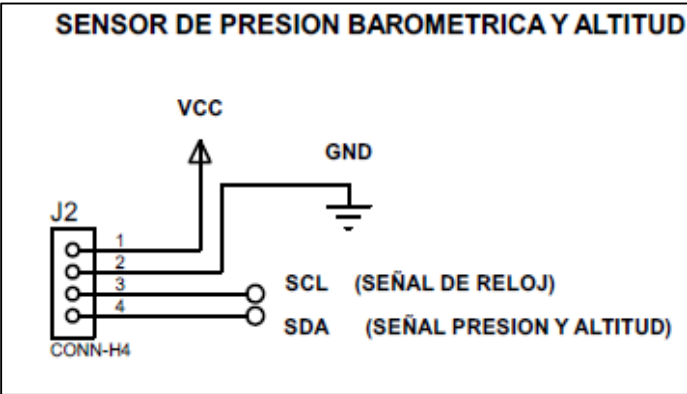 SENSOR DE PRESION BAROMETRICA Y ALTITUD
VCC
GND
J2
1
2
3
4
SCL (SEÑAL DE RELOJ)
SDA (SEÑAL PRESION Y ALTITUD)
CONN-H4